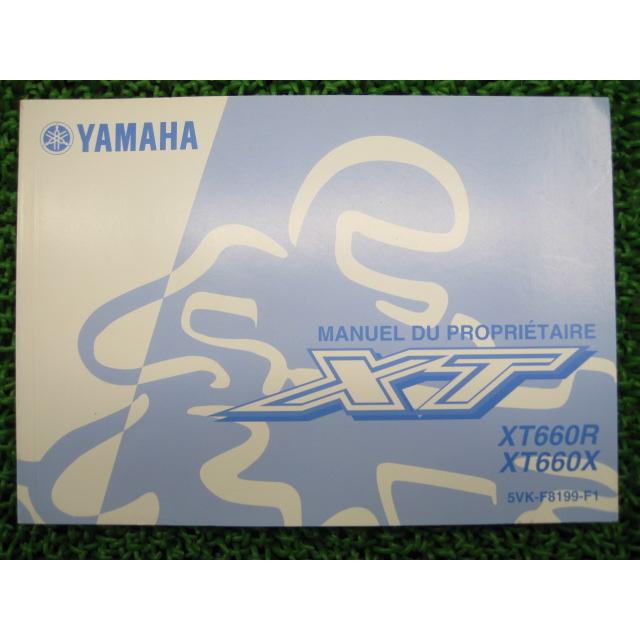 YAMAHA
MANUEL DU PROPRIÉTAIRE
XT
XT660R
XT660X
5VK-F8199-F1